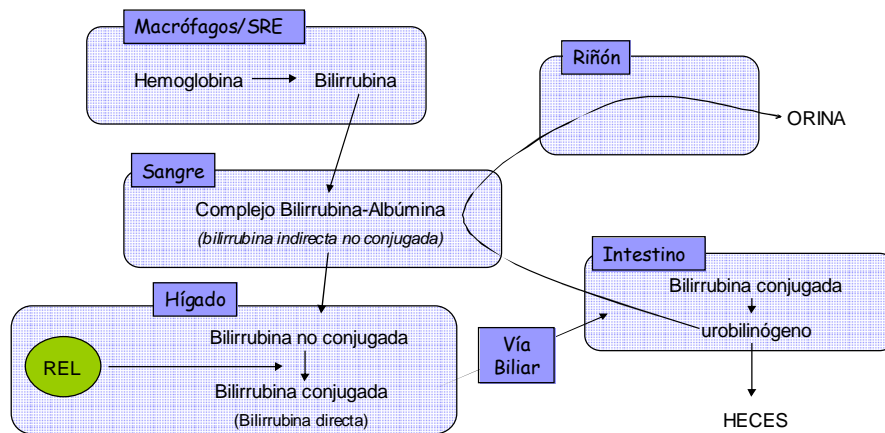 Macrófagos/SRE
Hemoglobina
Bilirrubina
Riñón
ORINA
Sangre
Complejo Bilirrubina-Albúmina
(bilirrubina indirecta no conjugada)
Intestino
Bilirrubina conjugada
urobilinógeno
HECES
Hígado
Bilirrubina no conjugada
REL
Bilirrubina conjugada
(Bilirrubina directa)
Vía
Biliar